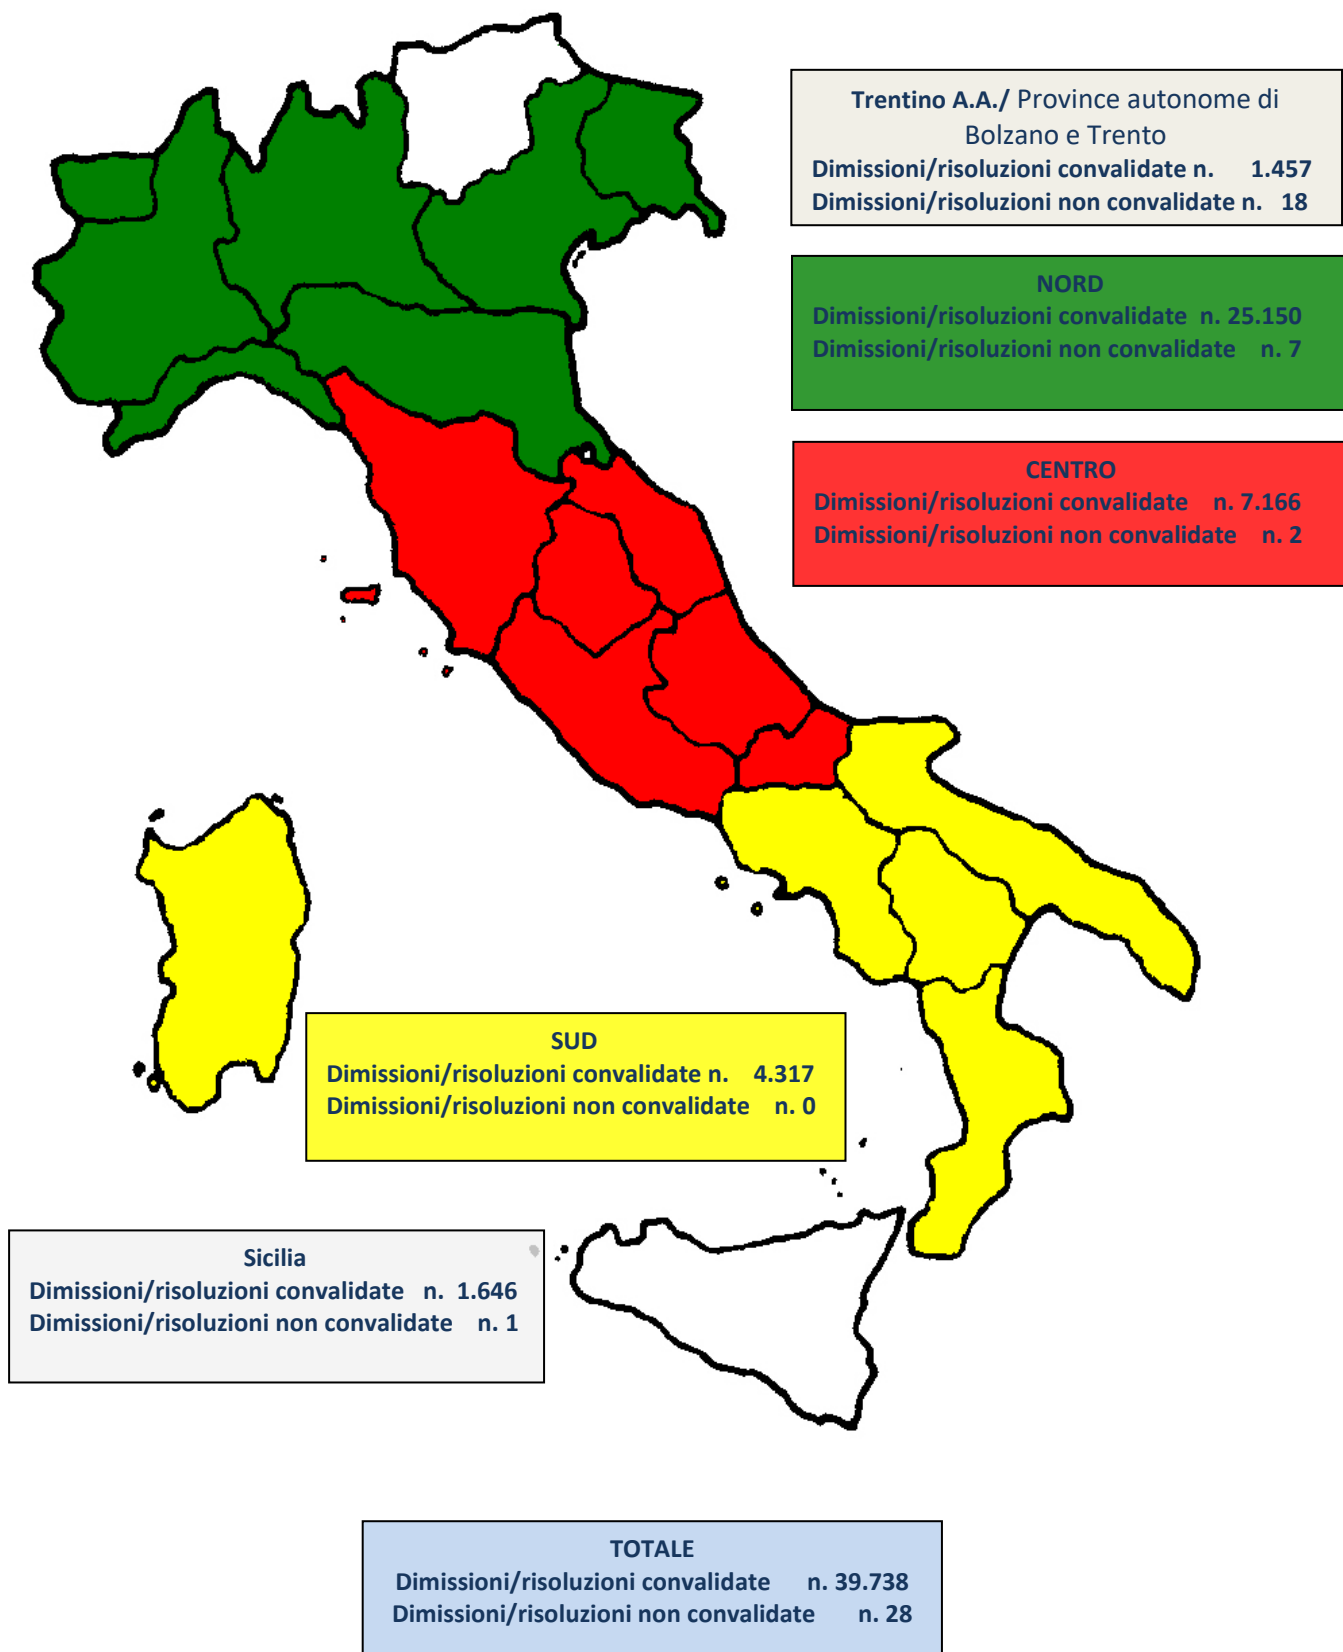 Trentino A.A./ Province autonome di
Bolzano e Trento
Dimissioni/risoluzioni convalidate n. 1.457
Dimissioni/risoluzioni non convalidate n. 18
NORD
Dimissioni/risoluzioni convalidate n. 25.150
Dimissioni/risoluzioni non convalidate n. 7
CENTRO
Dimissioni/risoluzioni convalidate n. 7.166
Dimissioni/risoluzioni non convalidate n. 2
SUD
Dimissioni/risoluzioni convalidate n. 4.317
Dimissioni/risoluzioni non convalidate n. 0
Sicilia
Dimissioni/risoluzioni convalidate n. 1.646
Dimissioni/risoluzioni non convalidate n. 1
TOTALE
Dimissioni/risoluzioni convalidate n. 39.738
Dimissioni/risoluzioni non convalidate n. 28